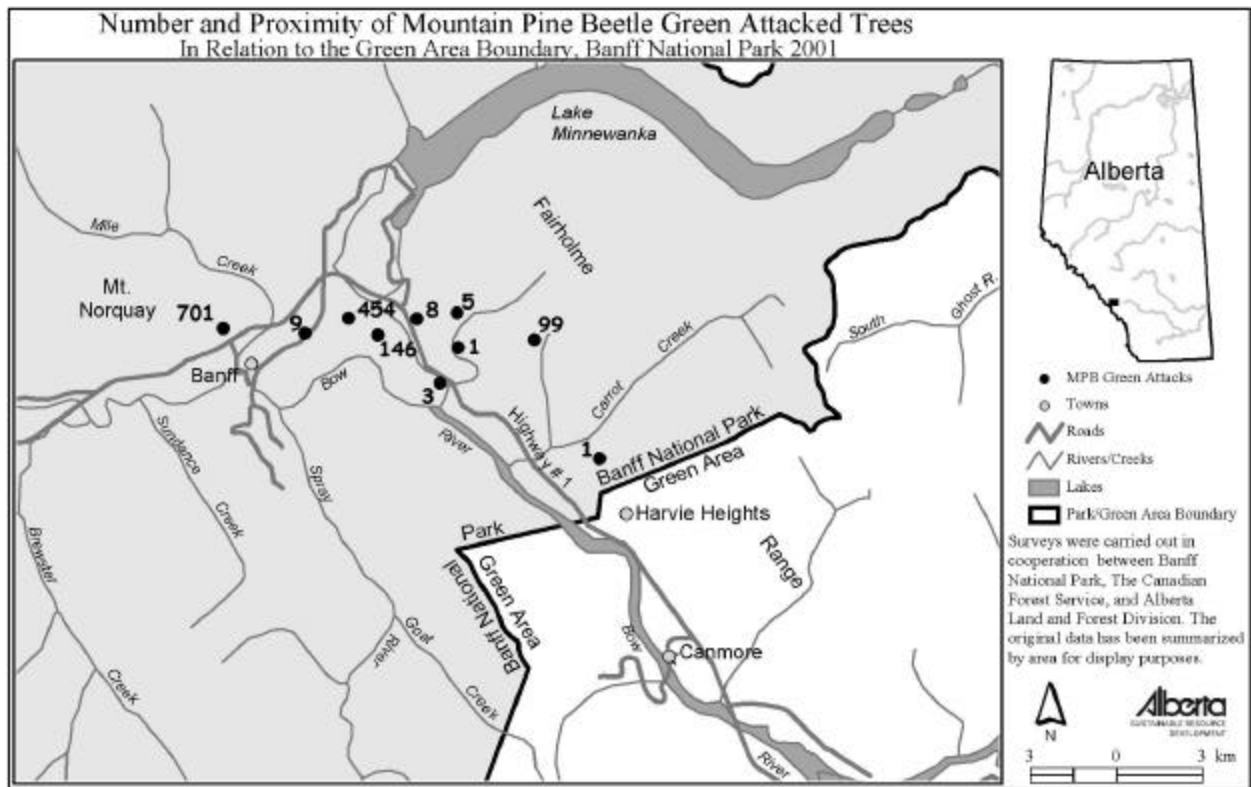 Number and Proximity of Mountain Pine Beetle Green Attacked Trees
In Relation to the Green Area Boundary, Banff National Park 2001
Lake
Minnewanka
Alberta
Mile
Creek
Fairholme
Mt.
Norquay
701
9
454
146
8
5
1
99
3
Creek
Carrot
South
Ghost R.
Banff
Bow
River
Highway # 1
1
Banff National Park
Green Area
Sundance
Creek
Spray
River
Brewster
Creek
Goat
Creek
Park
Banff National
Green Area
Harvie Heights
Range
Bow
Canmore
River
MPB Green Attacks
Towns
Roads
Rivers/Creeks
Lakes
Park/Green Area Boundary
Surveys were carried out in
cooperation between Banff
National Park, The Canadian
Forest Service, and Alberta
Land and Forest Division. The
original data has been summarized
by area for display purposes.
N
Alberta
SUSTAINABLE RESOURCE
DEVELOPMENT
3 0 3 km